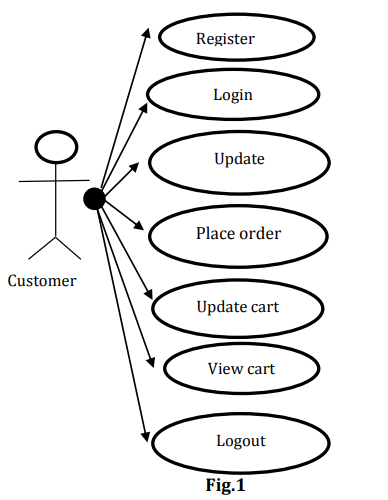 Register
Login
Update
Place order
Customer
Update cart
View cart
Logout
Fig.1